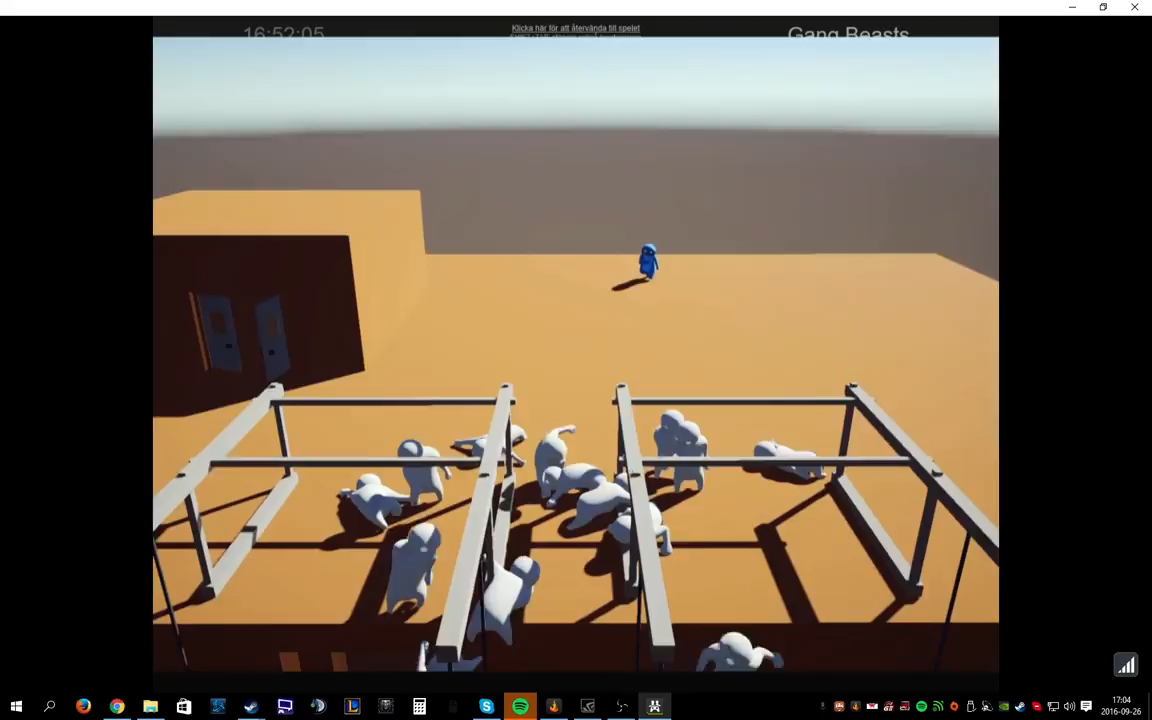 16:52:05
Klicka här för att återvända till spelet
Gang Beasts
17:04
2016-09-26